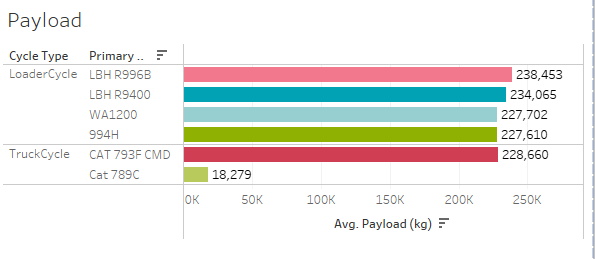 Payload
Cycle Type Primary ..
LoaderCycle LBH R996B 238,453
LBH R9400 234,065
WA1200 227,702
994H 227,610
TruckCycle CAT 793F CMD 228,660
Cat 789C 18,279
0K 50K 100K 150K 200K 250K
Avg. Payload (kg)